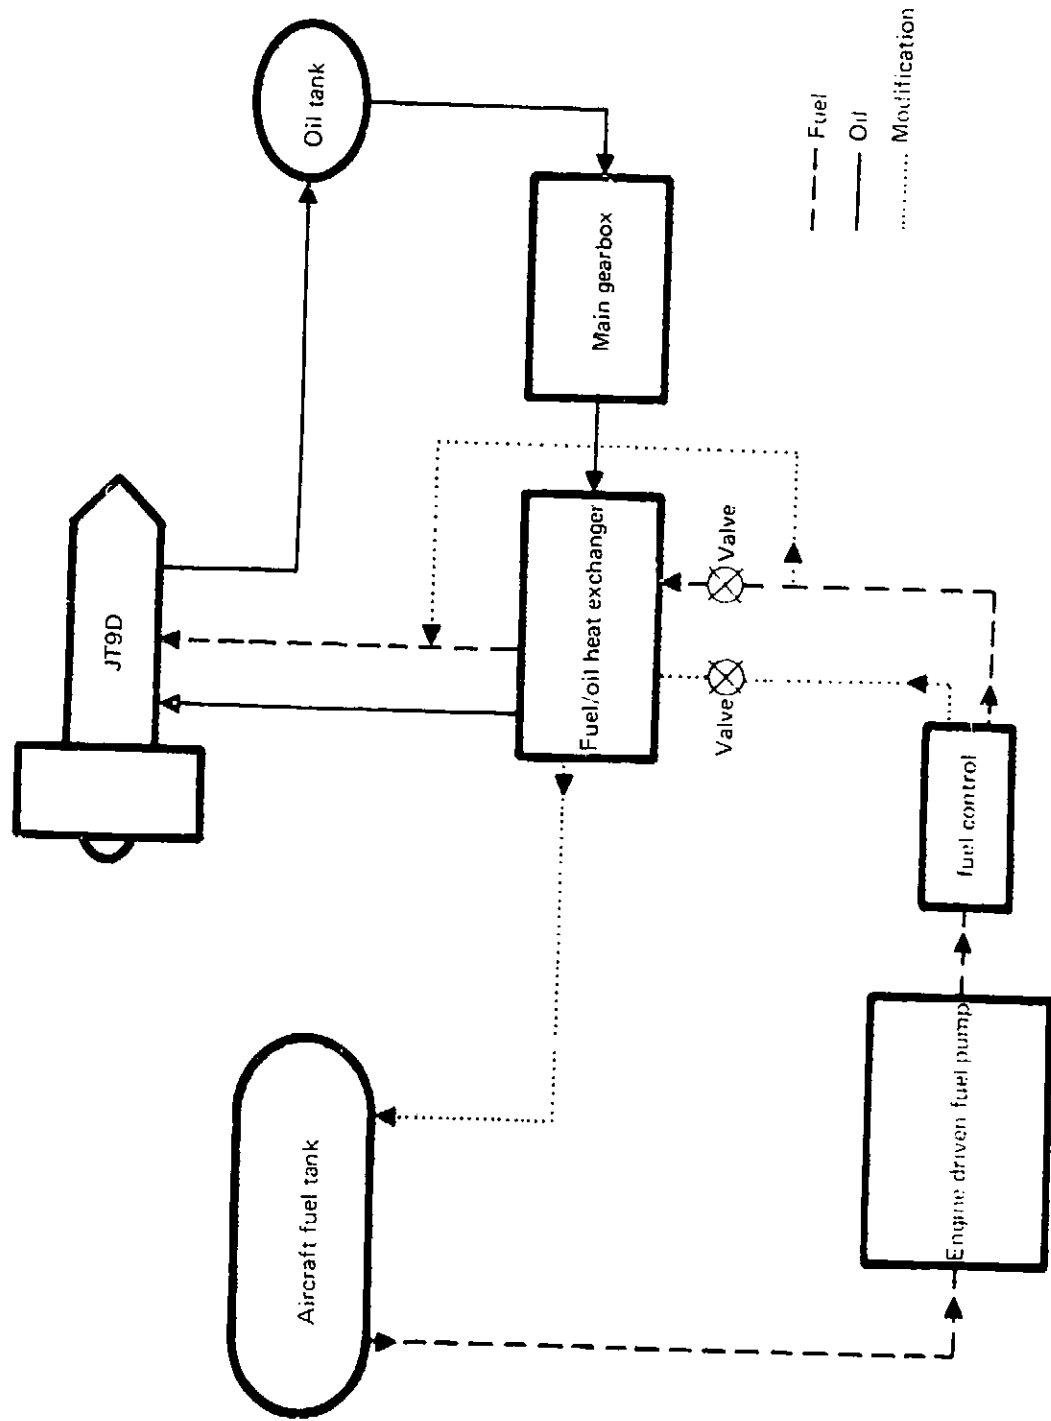 JT9D
Oil tank
Aircraft fuel tank
Fuel/oil heat exchanger
Main gearbox
Valve
Valve
Engine driven fuel pump
fuel control
Fuel
Oil
Modification